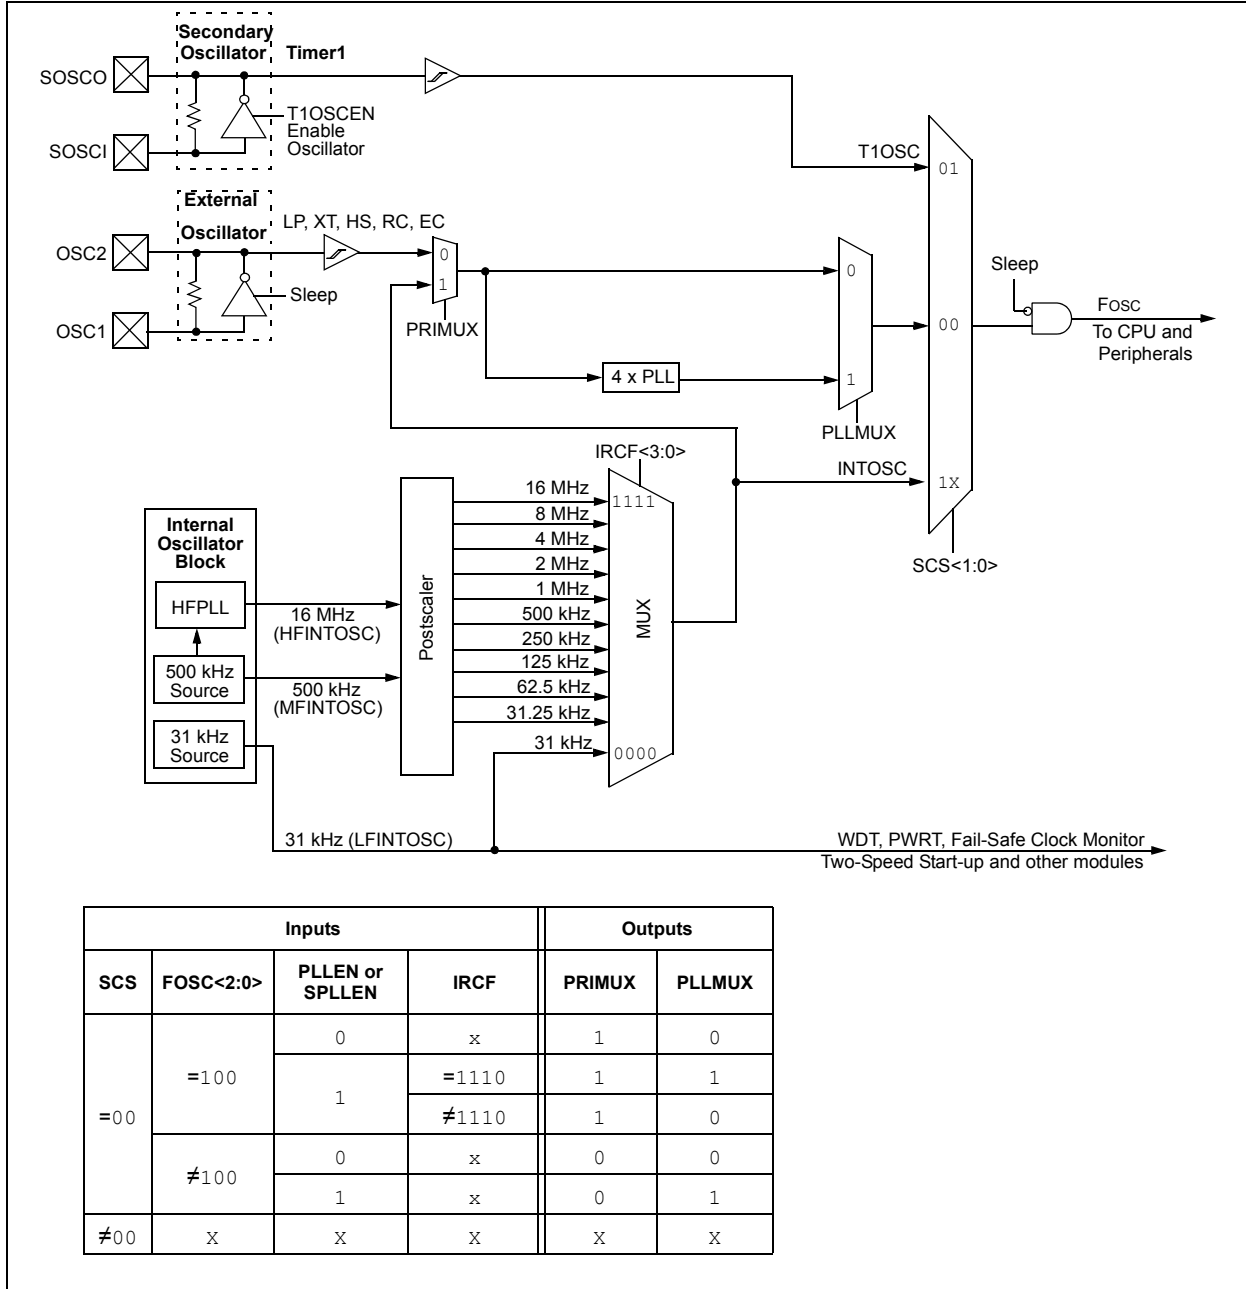 Secondary
Oscillator
Timer1
SOSCO
T1OSCEN
Enable
Oscillator
SOSCI
T1OSC
01
External
Oscillator
LP, XT, HS, RC, EC
OSC2
0
1
Sleep
OSC1
PRIMUX
0
1
4 x PLL
PLLMUX
00
Sleep
FOSC
To CPU and
Peripherals
INTOSC
1X
SCS<1:0>
IRCF<3:0>
Internal
Oscillator
Block
HFPLL
500 kHz
Source
31 kHz
Source
16 MHz
(HFINTOSC)
500 kHz
(MFINTOSC)
Postscaler
16 MHz
8 MHz
4 MHz
2 MHz
1 MHz
500 kHz
250 kHz
125 kHz
62.5 kHz
31.25 kHz
31 kHz
1111
MUX
0000
31 kHz (LFINTOSC)
WDT, PWRT, Fail-Safe Clock Monitor
Two-Speed Start-up and other modules
Inputs Outputs
SCS FOSC<2:0> PLLEN or SPLLEN IRCF PRIMUX PLLMUX
=00 =100 0 x 1 0
1 =1110 1 1
≠1110 1 0
≠100 0 x 0 0
1 x 0 1
≠00 X X X X X